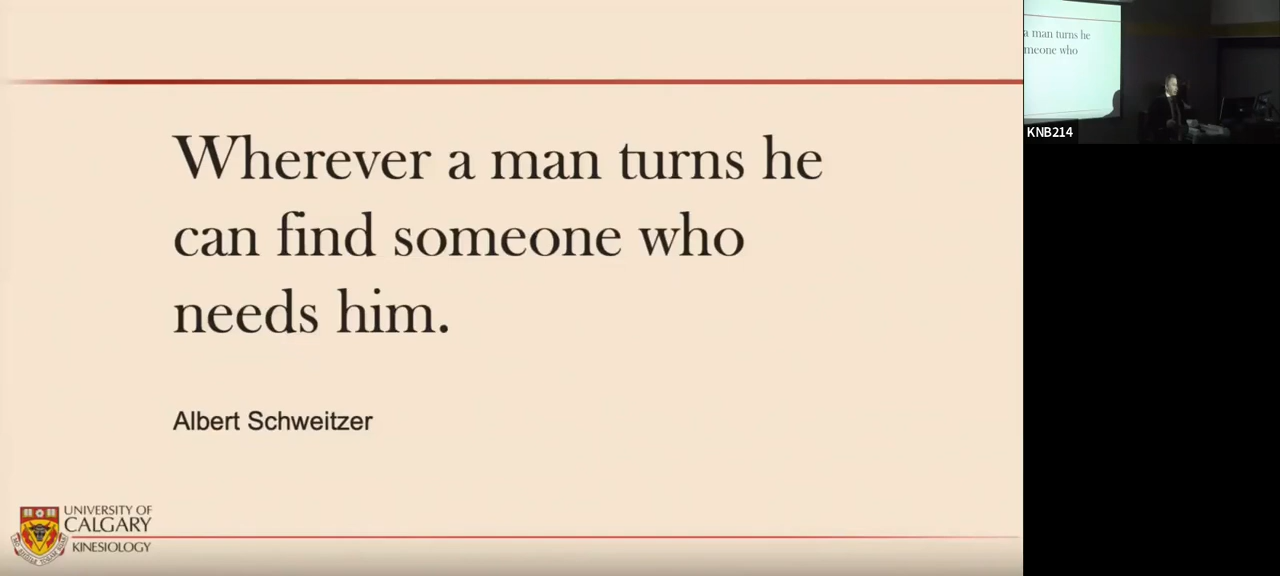 Wherever a man turns he
can find someone who
needs him.
Albert Schweitzer
UNIVERSITY OF
CALGARY
KINESIOLOGY
a man turns he
meone who
KNB214